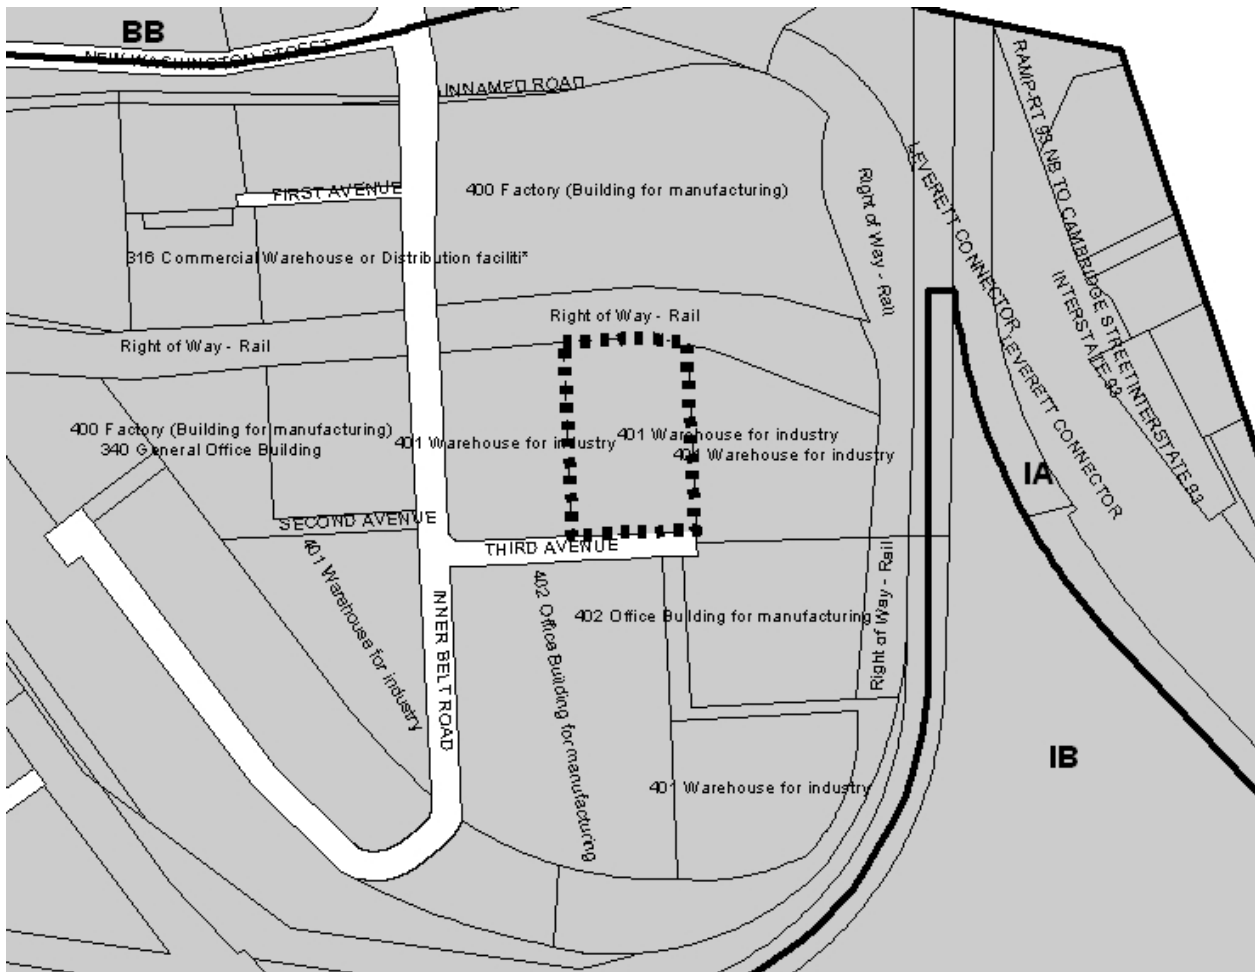 BB
NEW WASHINGTON STREET
INNAMED ROAD
RAMP-RT 93 NB TO CAMBRIDGE STREET
LEVERETT CONNECTOR
FIRST AVENUE
400 Factory (Building for manufacturing)
Right of Way - Rail
316 Commercial Warehouse or Distribution faciliti*
INTERSTATE 93
Right of Way - Rail
Right of Way - Rail
LEVERETT CONNECTOR
INTERSTATE 93
400 Factory (Building for manufacturing)
340 General Office Building
401 Warehouse for industry
401 Warehouse for industry
401 Warehouse for industry
IA
SECOND AVENUE
THIRD AVENUE
401 Warehouse for industry
402 Office Building for manufacturing
402 Office Building for manufacturing
Right of Way - Rail
INNER BELT ROAD
IB
401 Warehouse for industry